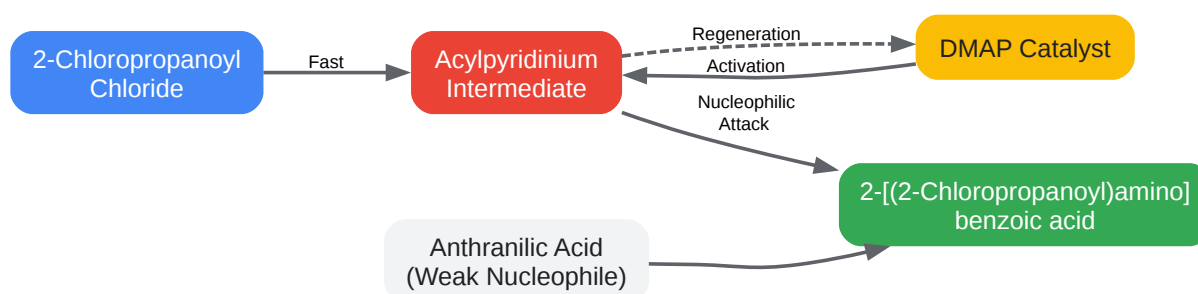 2-Chloropropanoyl
Chloride
Fast
Acylpyridinium
Intermediate
Regeneration
Activation
DMAP Catalyst
Nucleophilic
Attack
2-[(2-Chloropropanoyl)amino]
benzoic acid
Anthranilic Acid
(Weak Nucleophile)